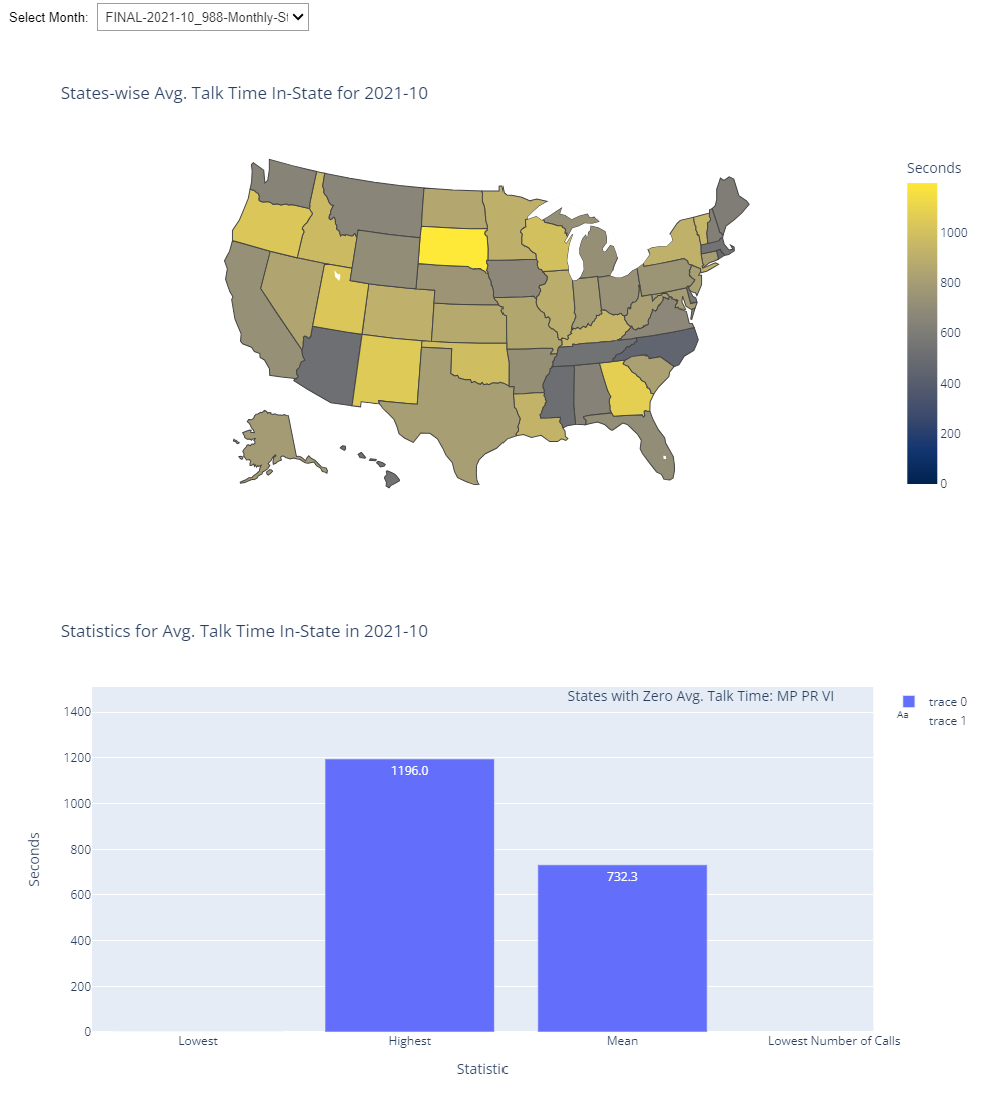 Select Month: FINAL-2021-10_988-Monthly-St
States-wise Avg. Talk Time In-State for 2021-10
Seconds
1000
800
600
400
200
0
Statistics for Avg. Talk Time In-State in 2021-10
States with Zero Avg. Talk Time: MP PR VI
trace 0
Aa
trace 1
1400
1200
1000
800
600
400
200
0
Seconds
1196.0
732.3
Lowest
Highest
Mean
Lowest Number of Calls
Statistic